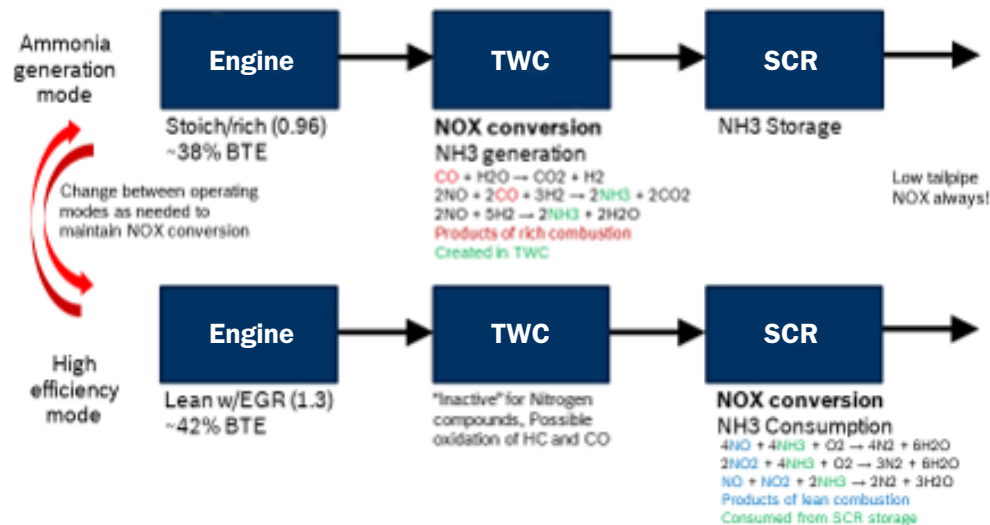 Ammonia
generation
mode
Engine
TWC
SCR
Stoich/rich (0.96)
~38% BTE
NOX conversion
NH3 generation
CO + H2O → CO2 + H2
2NO + 2CO + 3H2 → 2NH3 + 2CO2
2NO + 5H2 → 2NH3 + 2H2O
Products of rich combustion
Created in TWC
NH3 Storage
Low tailpipe
NOX always!
Change between operating
modes as needed to
maintain NOX conversion
High
efficiency
mode
Engine
TWC
SCR
Lean w/EGR (1.3)
~42% BTE
"Inactive" for Nitrogen
compounds, Possible
oxidation of HC and CO
NOX conversion
NH3 Consumption
4NO + 4NH3 + O2 → 4N2 + 6H2O
2NO2 + 4NH3 + O2 → 3N2 + 6H2O
NO + NO2 + 2NH3 → 2N2 + 3H2O
Products of lean combustion
Consumed from SCR storage